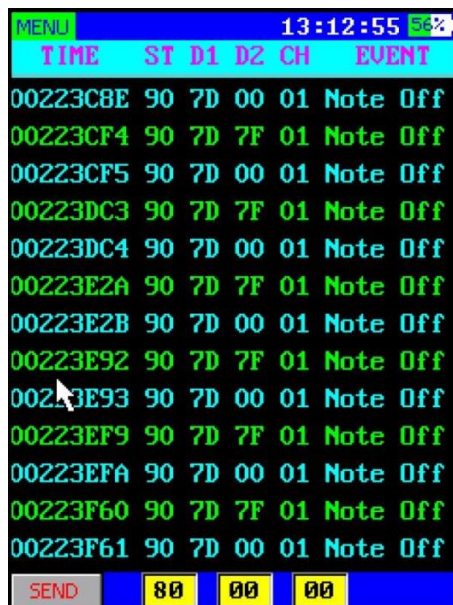 MENU 13:12:55 56%
TIME ST D1 D2 CH EVENT
00223C8E 90 7D 00 01 Note Off
00223CF4 90 7D 7F 01 Note Off
00223CF5 90 7D 00 01 Note Off
00223DC3 90 7D 7F 01 Note Off
00223DC4 90 7D 00 01 Note Off
00223E2A 90 7D 7F 01 Note Off
00223E2B 90 7D 00 01 Note Off
00223E92 90 7D 7F 01 Note Off
00223E93 90 7D 00 01 Note Off
00223EF9 90 7D 7F 01 Note Off
00223EFA 90 7D 00 01 Note Off
00223F60 90 7D 7F 01 Note Off
00223F61 90 7D 00 01 Note Off
SEND 80 00 00